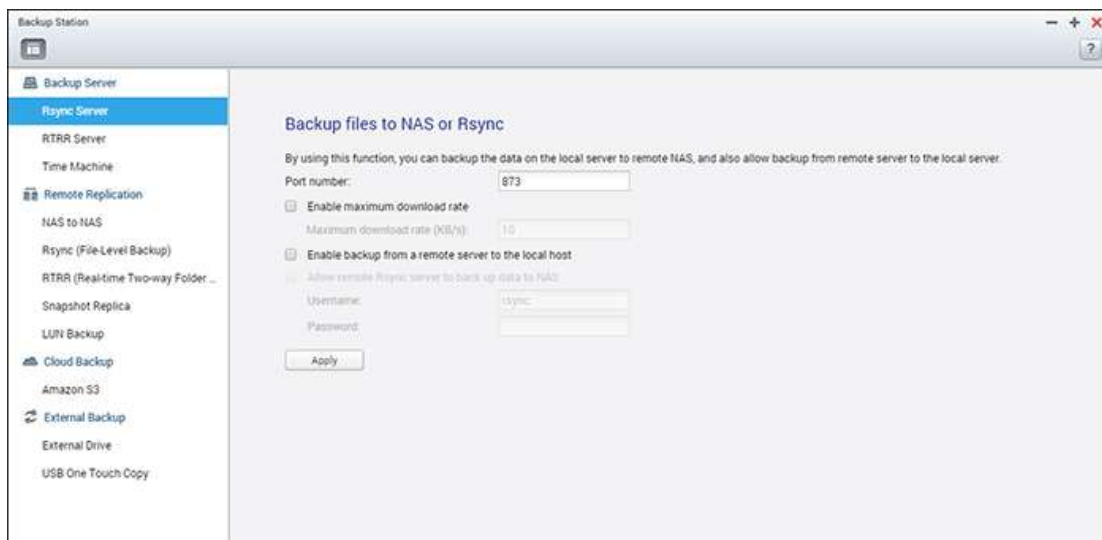 Backup Station
?
Backup Server
Rsync Server
RTRR Server
Time Machine
Remote Replication
NAS to NAS
Rsync (File-Level Backup)
RTRR (Real-time Two-way Folder ...
Snapshot Replica
LUN Backup
Cloud Backup
Amazon S3
External Backup
External Drive
USB One Touch Copy
Backup files to NAS or Rsync
By using this function, you can backup the data on the local server to remote NAS, and also allow backup from remote server to the local server.
Port number: 873
Enable maximum download rate
Maximum download rate (KB/s): 10
Enable backup from a remote server to the local host
Allow remote Rsync server to back up data to NAS
Username: rsync
Password:
Apply